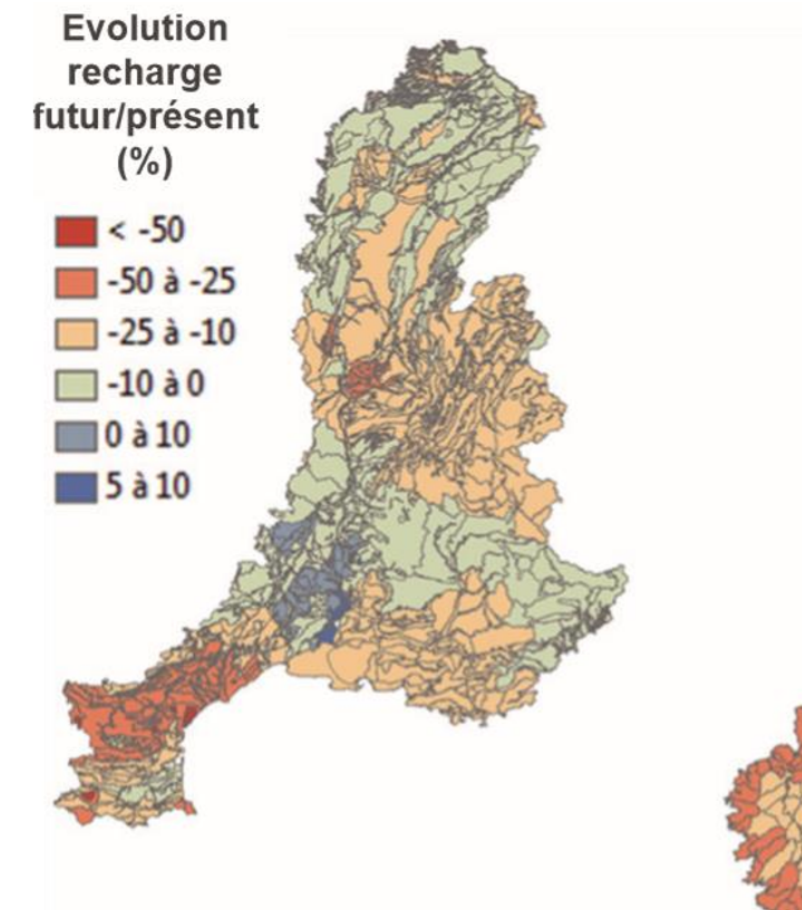 Evolution
recharge
futur/présent
(%)
< -50
-50 à -25
-25 à -10
-10 à 0
0 à 10
5 à 10